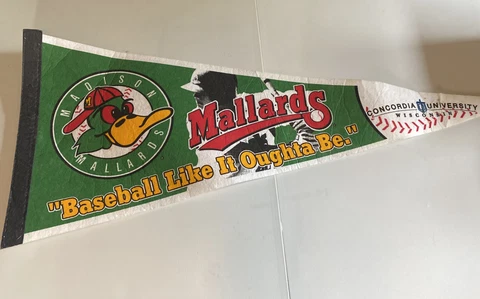 MADISON
MALLARDS
Mallards
"Baseball Like It Oughta Be."
CONCORDIA UNIVERSITY
WISCONSIN